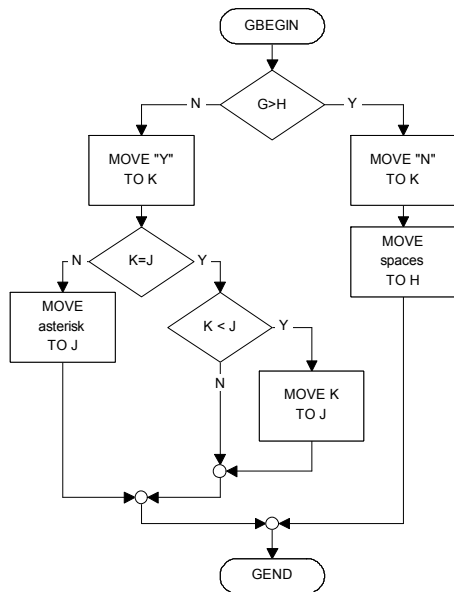 GBEGIN
G>H
N
Y
MOVE "Y"
TO K
MOVE "N"
TO K
K=J
N
Y
MOVE
spaces
TO H
MOVE
asterisk
TO J
K < J
Y
N
MOVE K
TO J
GEND